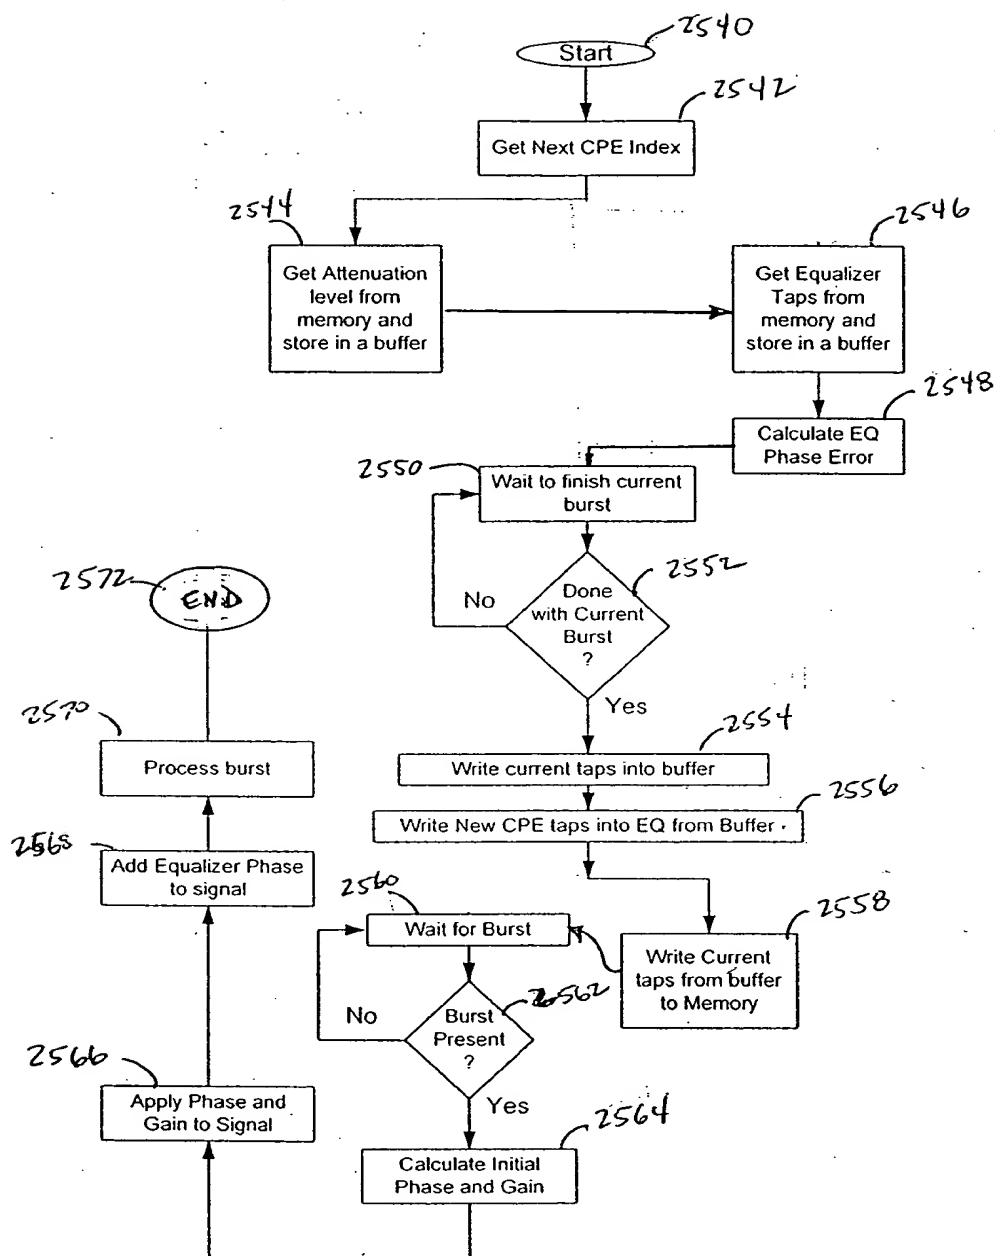 2540
Start
2542
Get Next CPE Index
2544
2546
Get Attenuation
level from
memory and
store in a buffer
Get Equalizer
Taps from
memory and
store in a buffer
2548
Calculate EQ
Phase Error
2550
Wait to finish current
burst
2552
Done
with Current
Burst
?
No
Yes
2554
Write current taps into buffer
2556
Write New CPE taps into EQ from Buffer
2558
Write Current
taps from buffer
to Memory
2560
Wait for Burst
2562
Burst
Present
?
No
Yes
2564
Calculate Initial
Phase and Gain
2566
Apply Phase and
Gain to Signal
2568
Add Equalizer Phase
to signal
2570
Process burst
2572
END